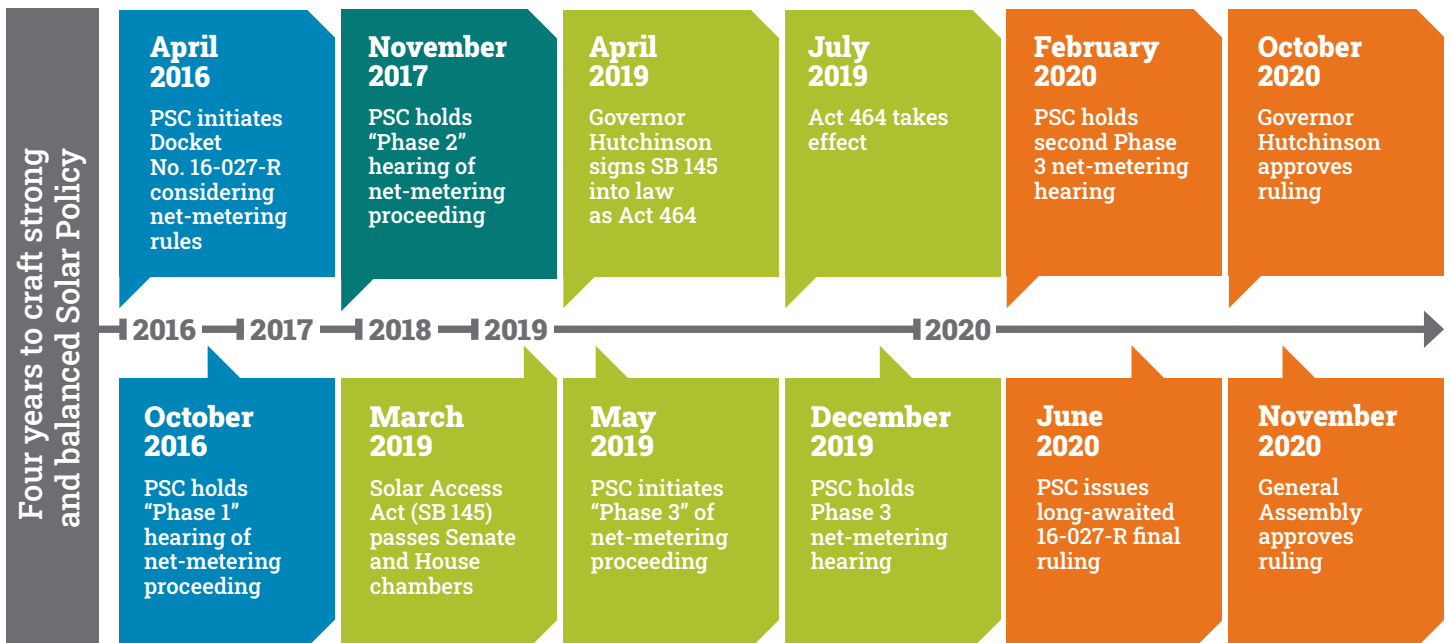 Four years to craft strong
and balanced Solar Policy
April
2016
PSC initiates
Docket
No. 16-027-R
considering
net-metering
rules
November
2017
PSC holds
“Phase 2”
hearing of
net-metering
proceeding
April
2019
Governor
Hutchinson
signs SB 145
into law
as Act 464
July
2019
Act 464 takes
effect
February
2020
PSC holds
second Phase
3 net-metering
hearing
October
2020
Governor
Hutchinson
approves
ruling
2016
2017
2018
2019
2020
October
2016
PSC holds
“Phase 1”
hearing of
net-metering
proceeding
March
2019
Solar Access
Act (SB 145)
passes Senate
and House
chambers
May
2019
PSC initiates
“Phase 3” of
net-metering
proceeding
December
2019
PSC holds
Phase 3
net-metering
hearing
June
2020
PSC issues
long-awaited
16-027-R final
ruling
November
2020
General
Assembly
approves
ruling